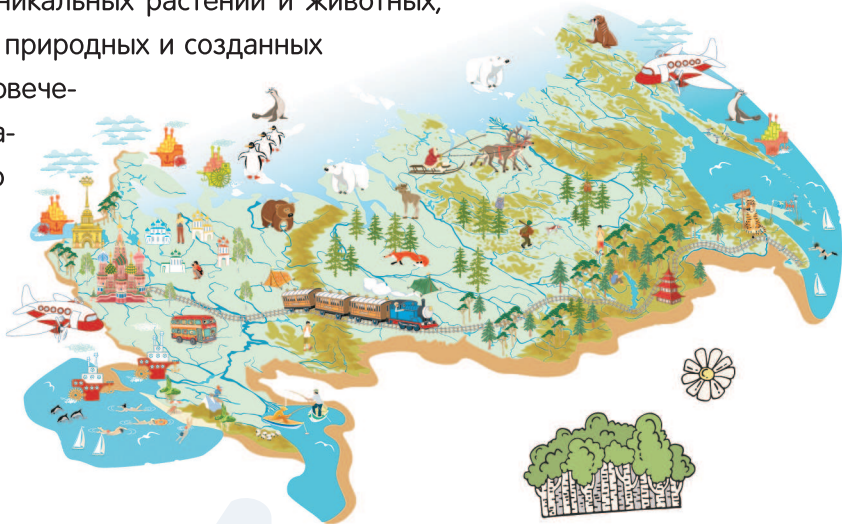 никальных растений и животных,
природных и созданных
овече-
а-
о